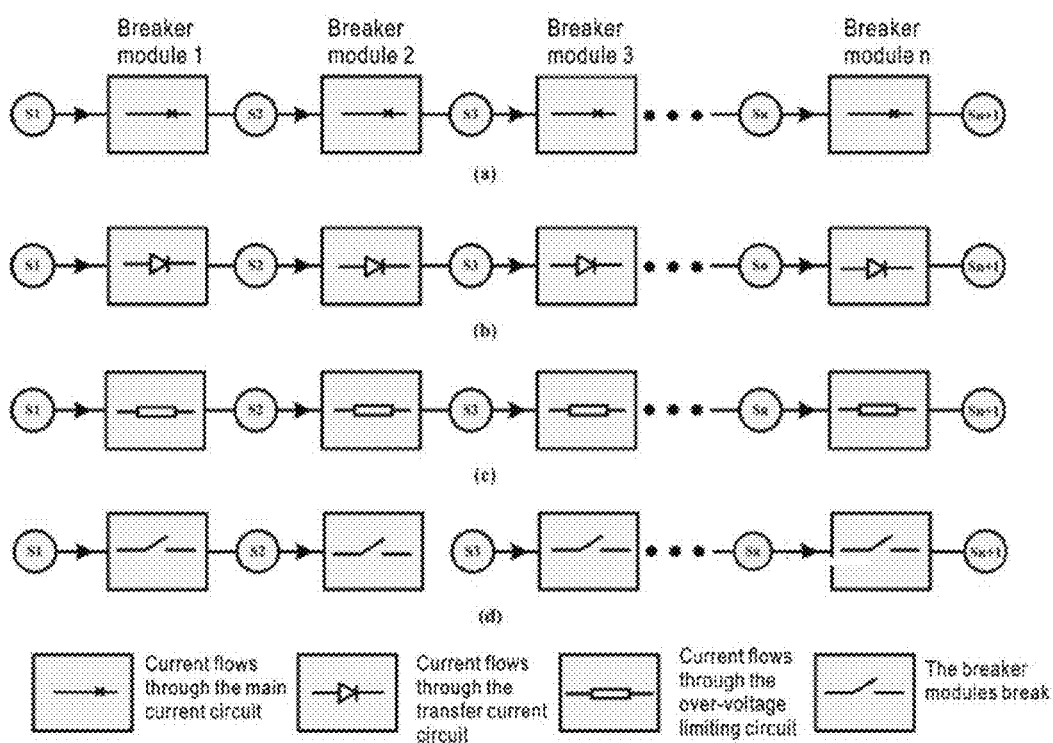 Breaker module 1
Breaker module 2
Breaker module 3
Breaker module n
S1 S2 S3 Sn Sn+1
(a)
S1 S2 S3 Sn Sn+1
(b)
S1 S2 S3 Sn Sn+1
(c)
S1 S2 S3 Sn Sn+1
(d)
Current flows
through the main
current circuit
Current flows
through the
transfer current
circuit
Current flows
through the
over-voltage
limiting circuit
The breaker
modules break